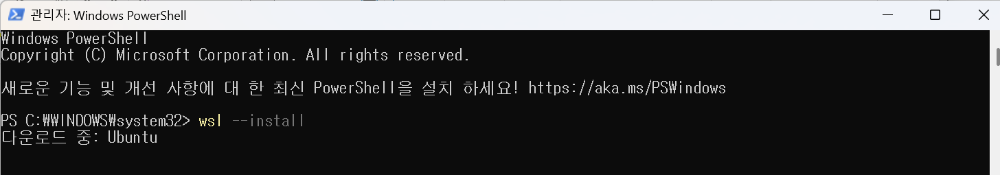 관리자: Windows PowerShell
Windows PowerShell
Copyright (C) Microsoft Corporation. All rights reserved.
새로운 기능 및 개선 사항에 대 한 최신 PowerShell을 설치 하세요! https://aka.ms/PSWindows
PS C:₩WINDOWS₩system32> wsl --install
다운로드 중: Ubuntu